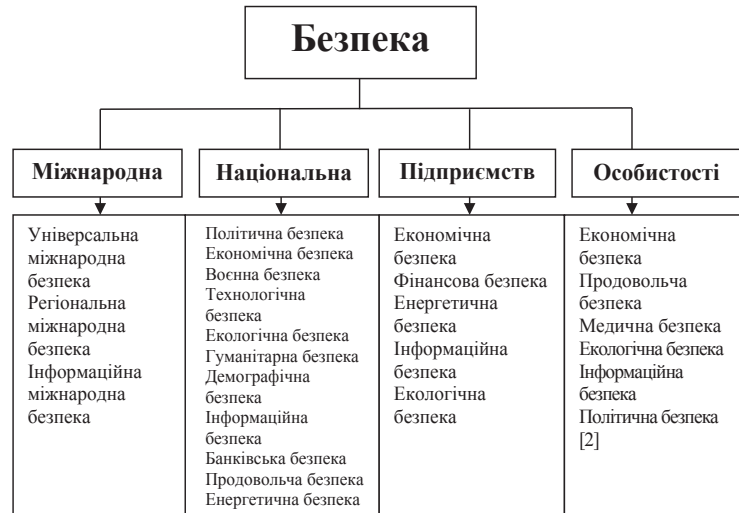 Безпека
Міжнародна
Національна
Підприємств
Особистості
Універсальна
міжнародна
безпека
Регіональна
міжнародна
безпека
Інформаційна
міжнародна
безпека
Політична безпека
Економічна безпека
Воєнна безпека
Технологічна
безпека
Екологічна безпека
Гуманітарна безпека
Демографічна
безпека
Інформаційна
безпека
Банківська безпека
Продовольча безпека
Енергетична безпека
Економічна
безпека
Фінансова безпека
Енергетична
безпека
Інформаційна
безпека
Екологічна
безпека
Економічна
безпека
Продовольча
безпека
Медична безпека
Екологічна безпека
Інформаційна
безпека
Політична безпека
[2]